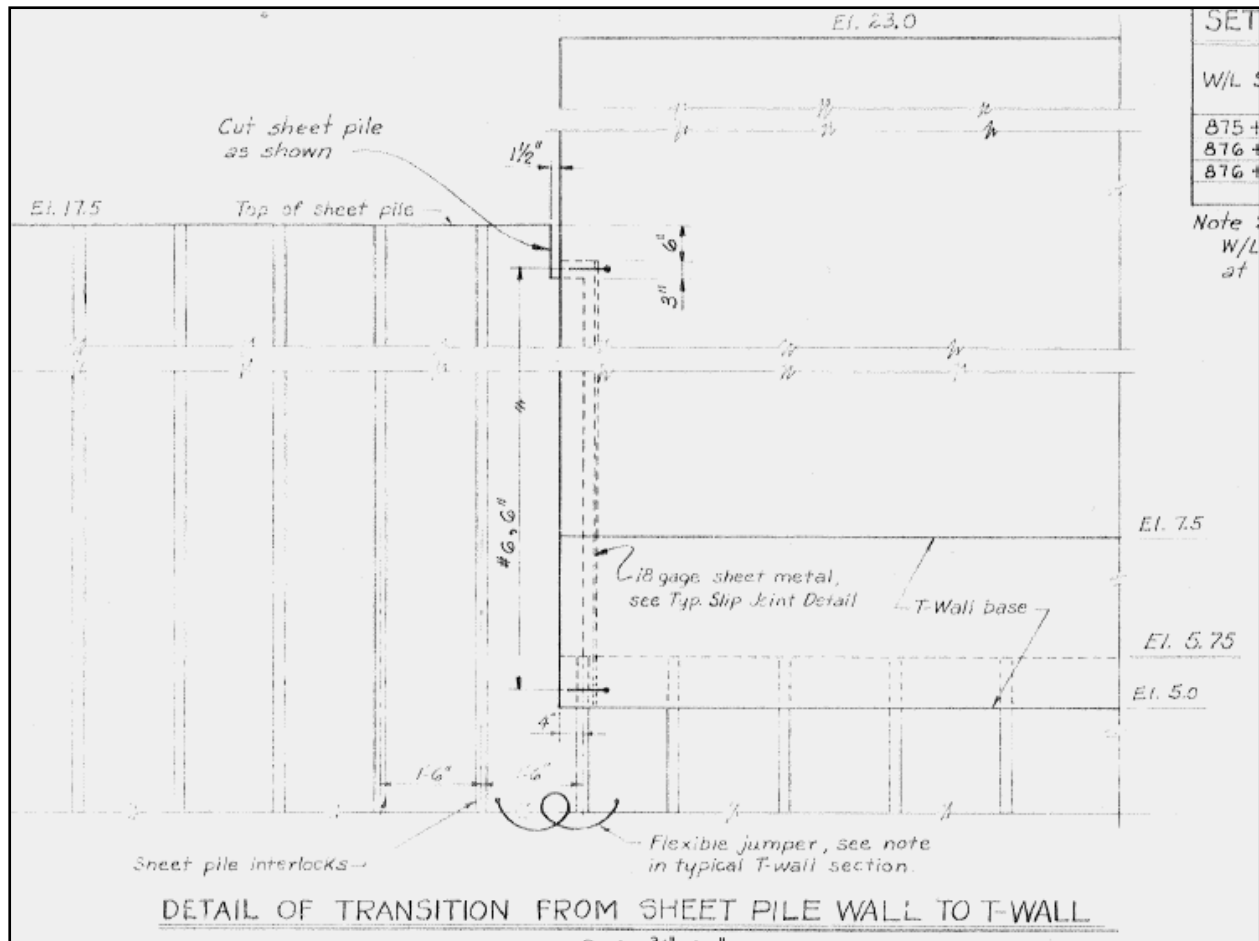 El. 23.0
SET
W/L
875+
876+
876+
Note
W/L
at
Cut sheet pile
as shown
1½"
El. 17.5
Top of sheet pile
6"
3"
#6, 6"
El. 7.5
18 gage sheet metal,
see Typ. Slip Joint Detail
T-Wall base
El. 5.75
El. 5.0
4"
1'-6"
1'-6"
Sheet pile interlocks
Flexible jumper, see note
in typical T-wall section.
DETAIL OF TRANSITION FROM SHEET PILE WALL TO T-WALL